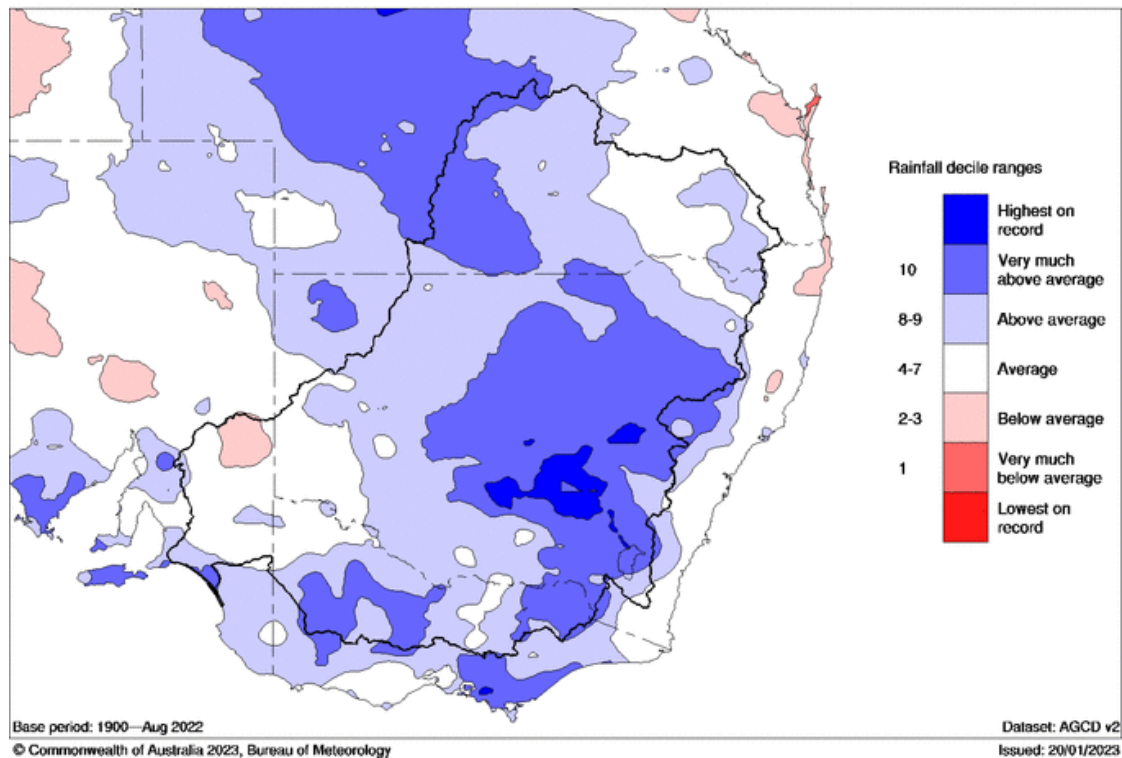 Rainfall decile ranges
Highest on
record
10
Very much
above average
8-9
Above average
4-7
Average
2-3
Below average
1
Very much
below average
Lowest on
record
Base period: 1900—Aug 2022
Dataset: AGCD v2
© Commonwealth of Australia 2023, Bureau of Meteorology
Issued: 20/01/2023